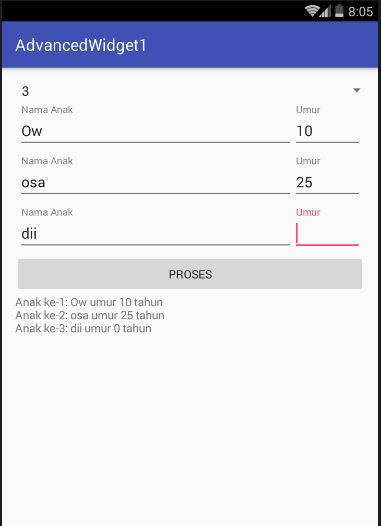 8:05
AdvancedWidget1
3
Nama Anak Umur
Ow 10
Nama Anak Umur
osa 25
Nama Anak Umur
dii
PROSES
Anak ke-1: Ow umur 10 tahun
Anak ke-2: osa umur 25 tahun
Anak ke-3: dii umur 0 tahun